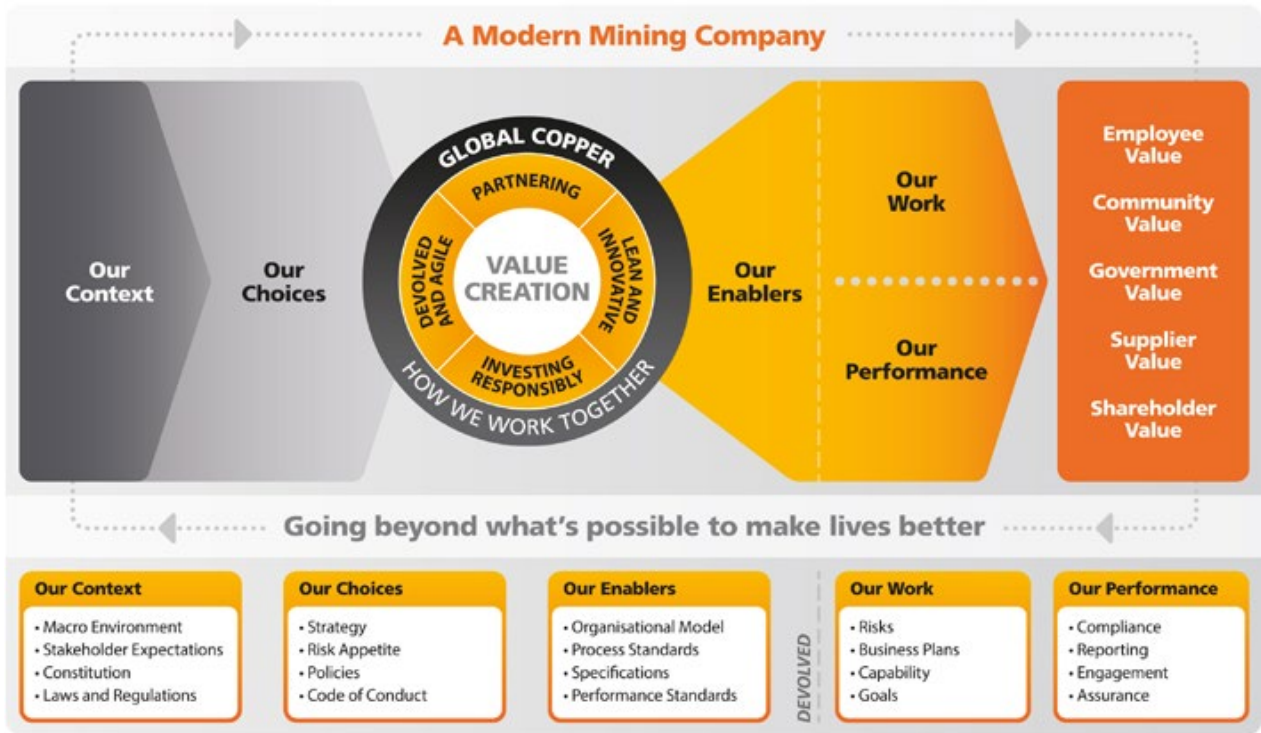 A Modern Mining Company
Our
Context
Our
Choices
GLOBAL COPPER
PARTNERING
DEVOLVED
AND AGILE
VALUE
CREATION
LEAN AND
INNOVATIVE
INVESTING
RESPONSIBLY
HOW WE WORK TOGETHER
Our
Enablers
Our
Work
Our
Performance
Employee
Value
Community
Value
Government
Value
Supplier
Value
Shareholder
Value
Going beyond what's possible to make lives better
Our Context
• Macro Environment
• Stakeholder Expectations
• Constitution
• Laws and Regulations
Our Choices
• Strategy
• Risk Appetite
• Policies
• Code of Conduct
Our Enablers
• Organisational Model
• Process Standards
• Specifications
• Performance Standards
DEVOLVED
Our Work
• Risks
• Business Plans
• Capability
• Goals
Our Performance
• Compliance
• Reporting
• Engagement
• Assurance